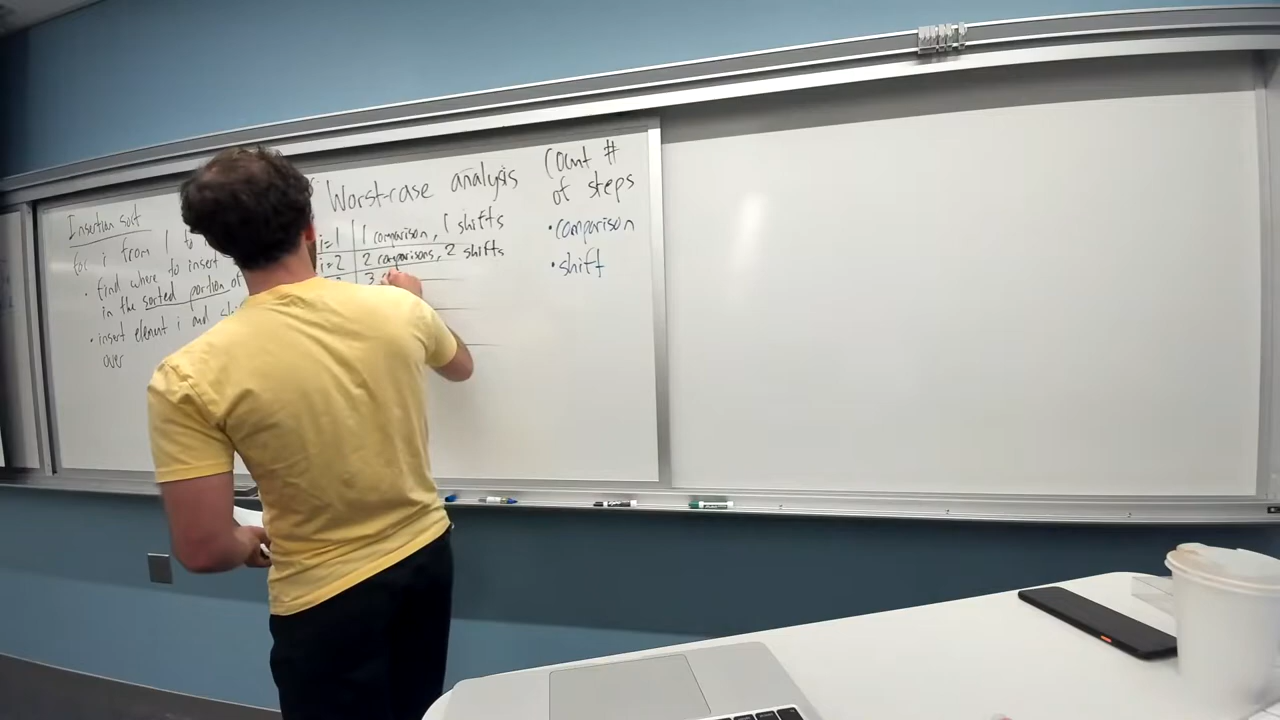 Insertion sort
for i from 1 to
• find where to insert
in the sorted portion of
• insert element i and
over
Worst-case analysis
i=1 | 1 comparison, 1 shifts
i=2 | 2 comparisons, 2 shifts
3
Count #
of steps
• comparison
• shift